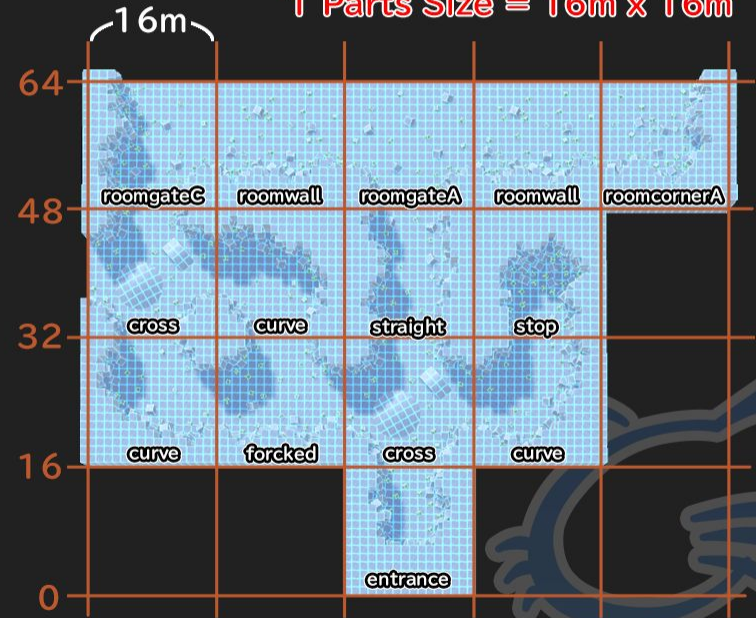 1 Parts Size = 16m x 16m
16m
64
roomgateC roomwall roomgateA roomwall roomcornerA
48
cross curve straight stop
32
curve forcked cross curve
16
entrance
0